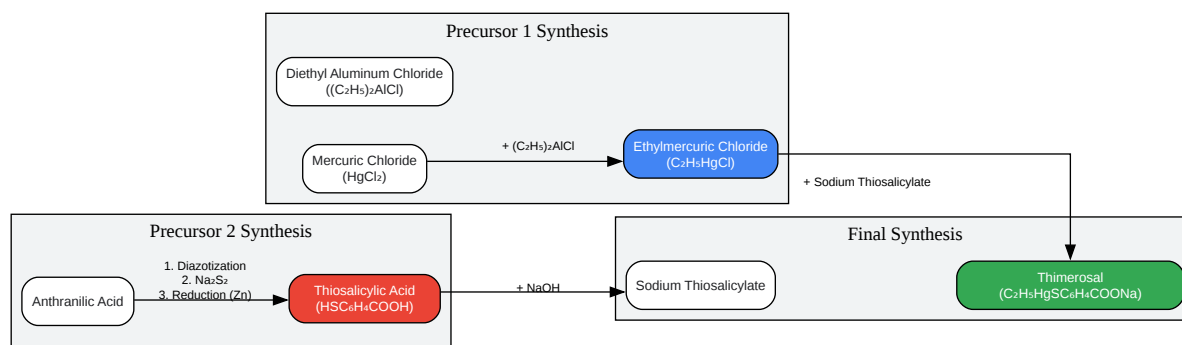 Precursor 1 Synthesis
Diethyl Aluminum Chloride
((C₂H₅)₂AlCl)
Mercuric Chloride
(HgCl₂)
+ (C₂H₅)₂AlCl
Ethylmercuric Chloride
(C₂H₅HgCl)
+ Sodium Thiosalicylate
Precursor 2 Synthesis
Anthranilic Acid
1. Diazotization
2. Na₂S₂
3. Reduction (Zn)
Thiosalicylic Acid
(HSC₆H₄COOH)
+ NaOH
Final Synthesis
Sodium Thiosalicylate
Thimerosal
(C₂H₅HgSC₆H₄COONa)